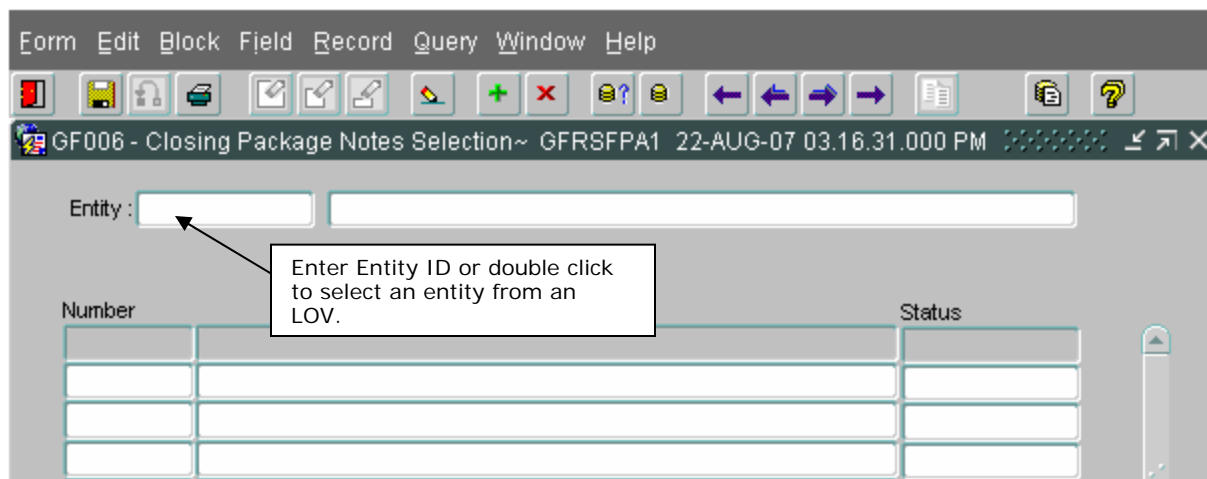 Form Edit Block Field Record Query Window Help
GF006 - Closing Package Notes Selection~ GFRSFPA1 22-AUG-07 03.16.31.000 PM
Entity :
Enter Entity ID or double click
to select an entity from an
LOV.
Number Status